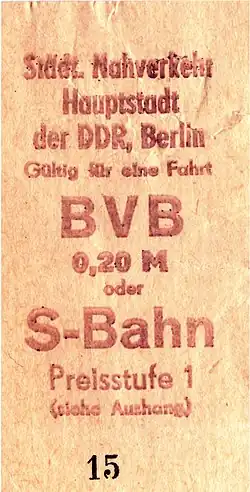 Städt. Nahverkehr
Hauptstadt
der DDR, Berlin
Gültig für eine Fahrt
BVB
0,20 M
oder
S-Bahn
Preisstufe 1
(siehe Aushang)
15